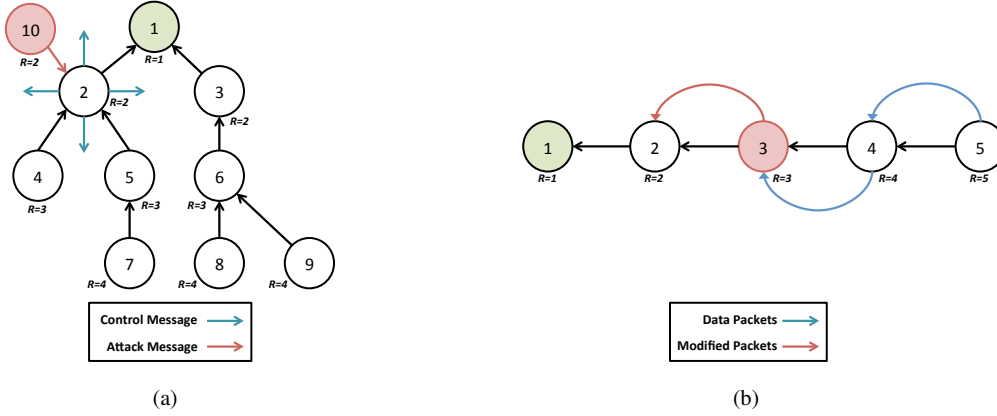 10
R=2
1
R=1
2
R=2
3
R=2
4
R=3
5
R=3
6
R=3
7
R=4
8
R=4
9
R=4
Control Message
Attack Message
(a)
1
R=1
2
R=2
3
R=3
4
R=4
5
R=5
Data Packets
Modified Packets
(b)